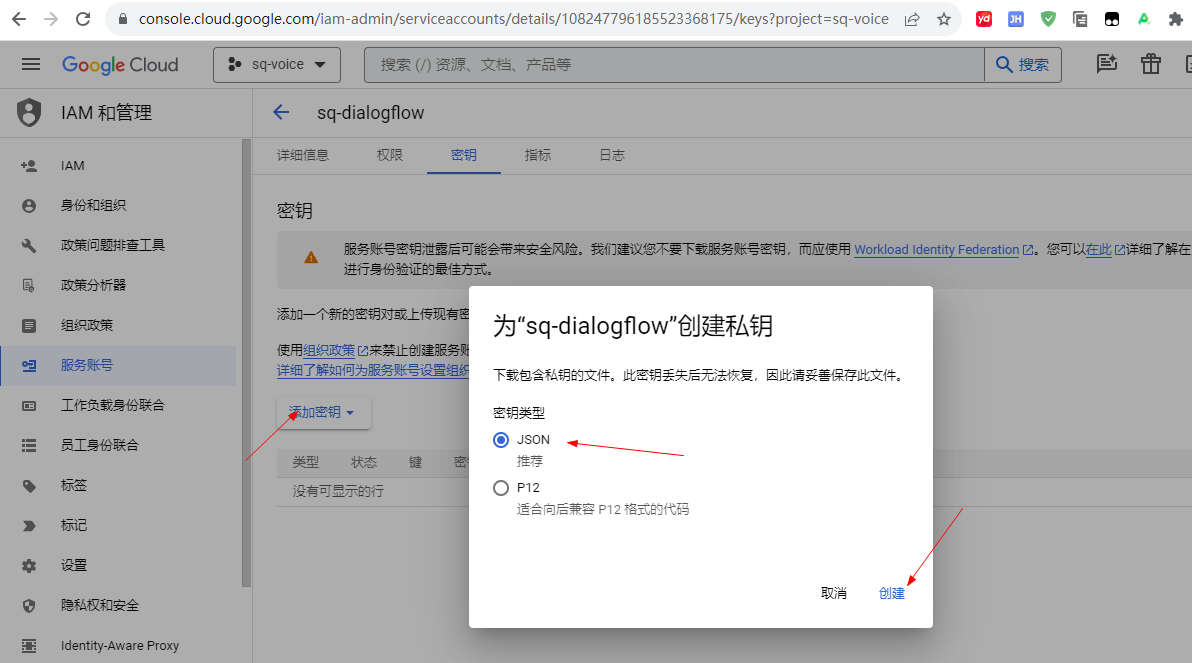 console.cloud.google.com/iam-admin/serviceaccounts/details/108247796185523368175/keys?project=sq-voice
yd
JH
Google Cloud
sq-voice
搜索 (/) 资源、文档、产品等
搜索
IAM 和管理
sq-dialogflow
详细信息
权限
密钥
指标
日志
IAM
身份和组织
政策问题排查工具
政策分析器
组织政策
服务账号
工作负载身份联合
员工身份联合
标签
标记
设置
隐私权和安全
Identity-Aware Proxy
密钥
服务账号密钥泄露后可能会带来安全风险。我们建议您不要下载服务账号密钥，而应使用 Workload Identity Federation 。您可以在此 详细了解在
进行身份验证的最佳方式。
添加一个新的密钥对或上传现有密
使用组织政策 来禁止创建服务账
详细了解如何为服务账号设置组织
添加密钥
类型
状态
键
密钥
没有可显示的行
为“sq-dialogflow”创建私钥
下载包含私钥的文件。此密钥丢失后无法恢复，因此请妥善保存此文件。
密钥类型
JSON
推荐
P12
适合向后兼容 P12 格式的代码
取消
创建